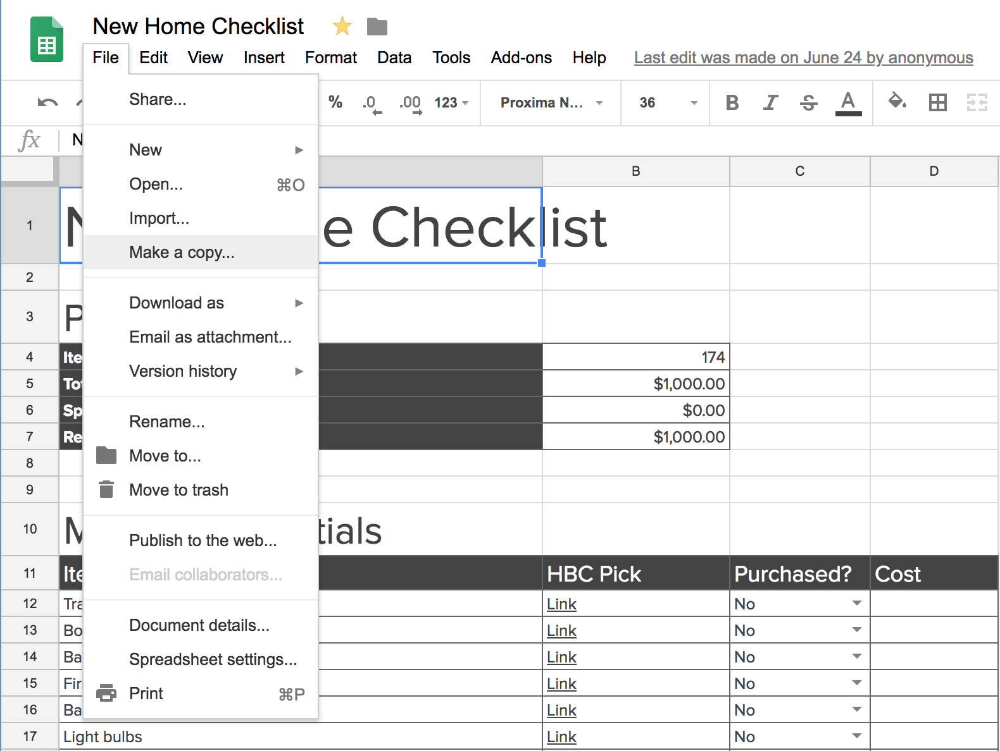 New Home Checklist
File Edit View Insert Format Data Tools Add-ons Help Last edit was made on June 24 by anonymous
% .0 .00 123 Proxima N... 36 B I S A
fx N
Share...
New
Open... ⌘O
Import...
Make a copy...
Download as
Email as attachment...
Version history
Rename...
Move to...
Move to trash
Publish to the web...
Email collaborators...
Document details...
Spreadsheet settings...
Print ⌘P
B C D
1 N e Checklist
2
3 P
4 Ite 174
5 Tot $1,000.00
6 Sp $0.00
7 Re $1,000.00
8
9
10 M tials
11 Ite HBC Pick Purchased? Cost
12 Tra Link No
13 Bo Link No
14 Ba Link No
15 Fir Link No
16 Ba Link No
17 Light bulbs Link No